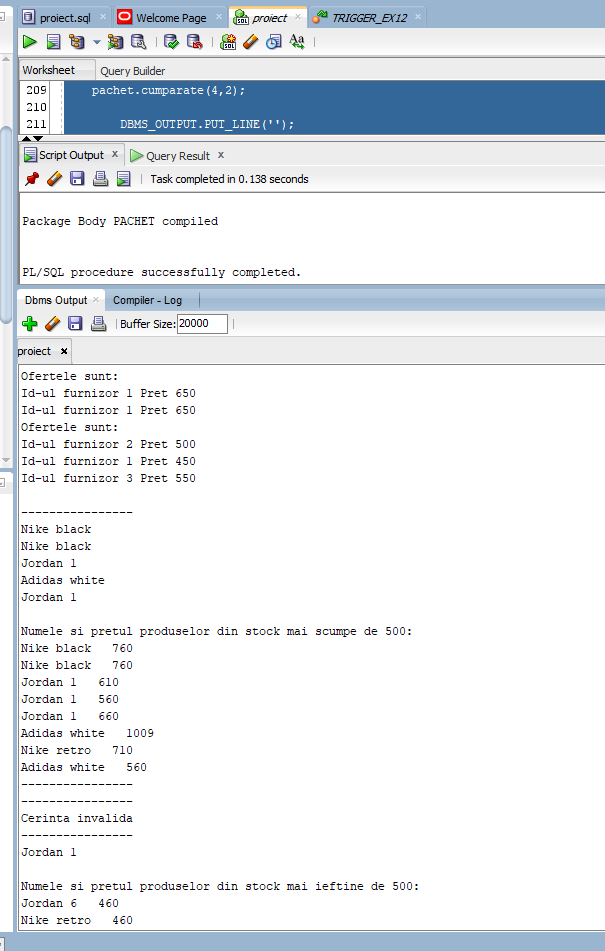 proiect.sql Welcome Page proiect TRIGGER_EX12
Worksheet Query Builder
209 pachet.cumparate(4,2);
210
211 DBMS_OUTPUT.PUT_LINE('');
Script Output x Query Result x
Task completed in 0.138 seconds
Package Body PACHET compiled
PL/SQL procedure successfully completed.
Dbms Output Compiler - Log
Buffer Size: 20000
proiect x
Ofertele sunt:
Id-ul furnizor 1 Pret 650
Id-ul furnizor 1 Pret 650
Ofertele sunt:
Id-ul furnizor 2 Pret 500
Id-ul furnizor 1 Pret 450
Id-ul furnizor 3 Pret 550
----------------
Nike black
Nike black
Jordan 1
Adidas white
Jordan 1
Numele si pretul produselor din stock mai scumpe de 500:
Nike black   760
Nike black   760
Jordan 1   610
Jordan 1   560
Jordan 1   660
Adidas white   1009
Nike retro   710
Adidas white   560
----------------
----------------
Cerinta invalida
----------------
Jordan 1
Numele si pretul produselor din stock mai ieftine de 500:
Jordan 6   460
Nike retro   460